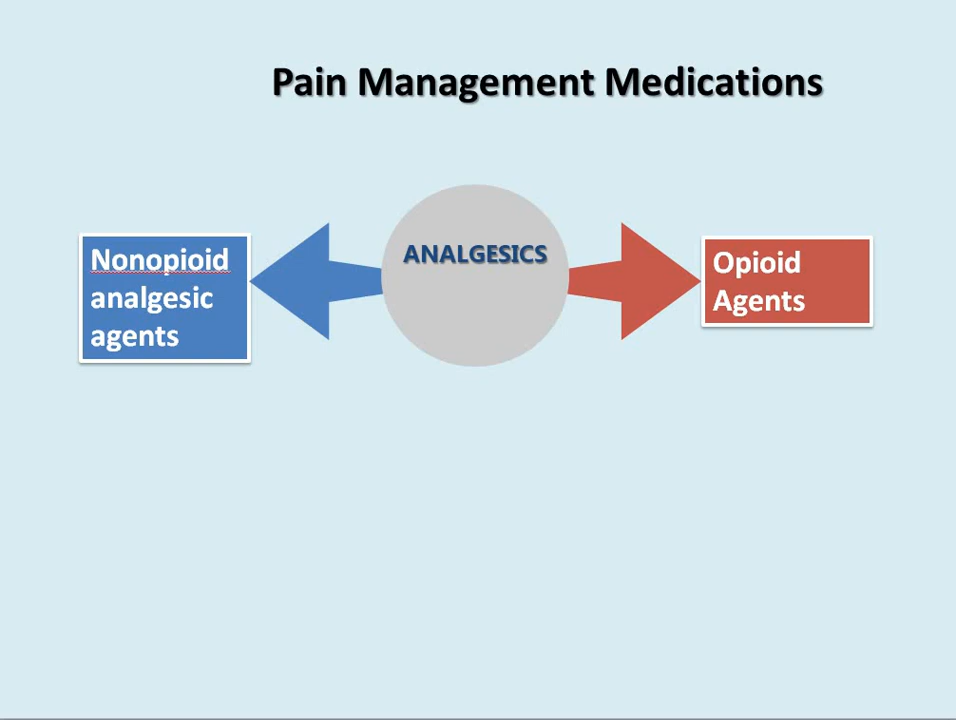 Pain Management Medications
ANALGESICS
Nonopioid
analgesic
agents
Opioid
Agents